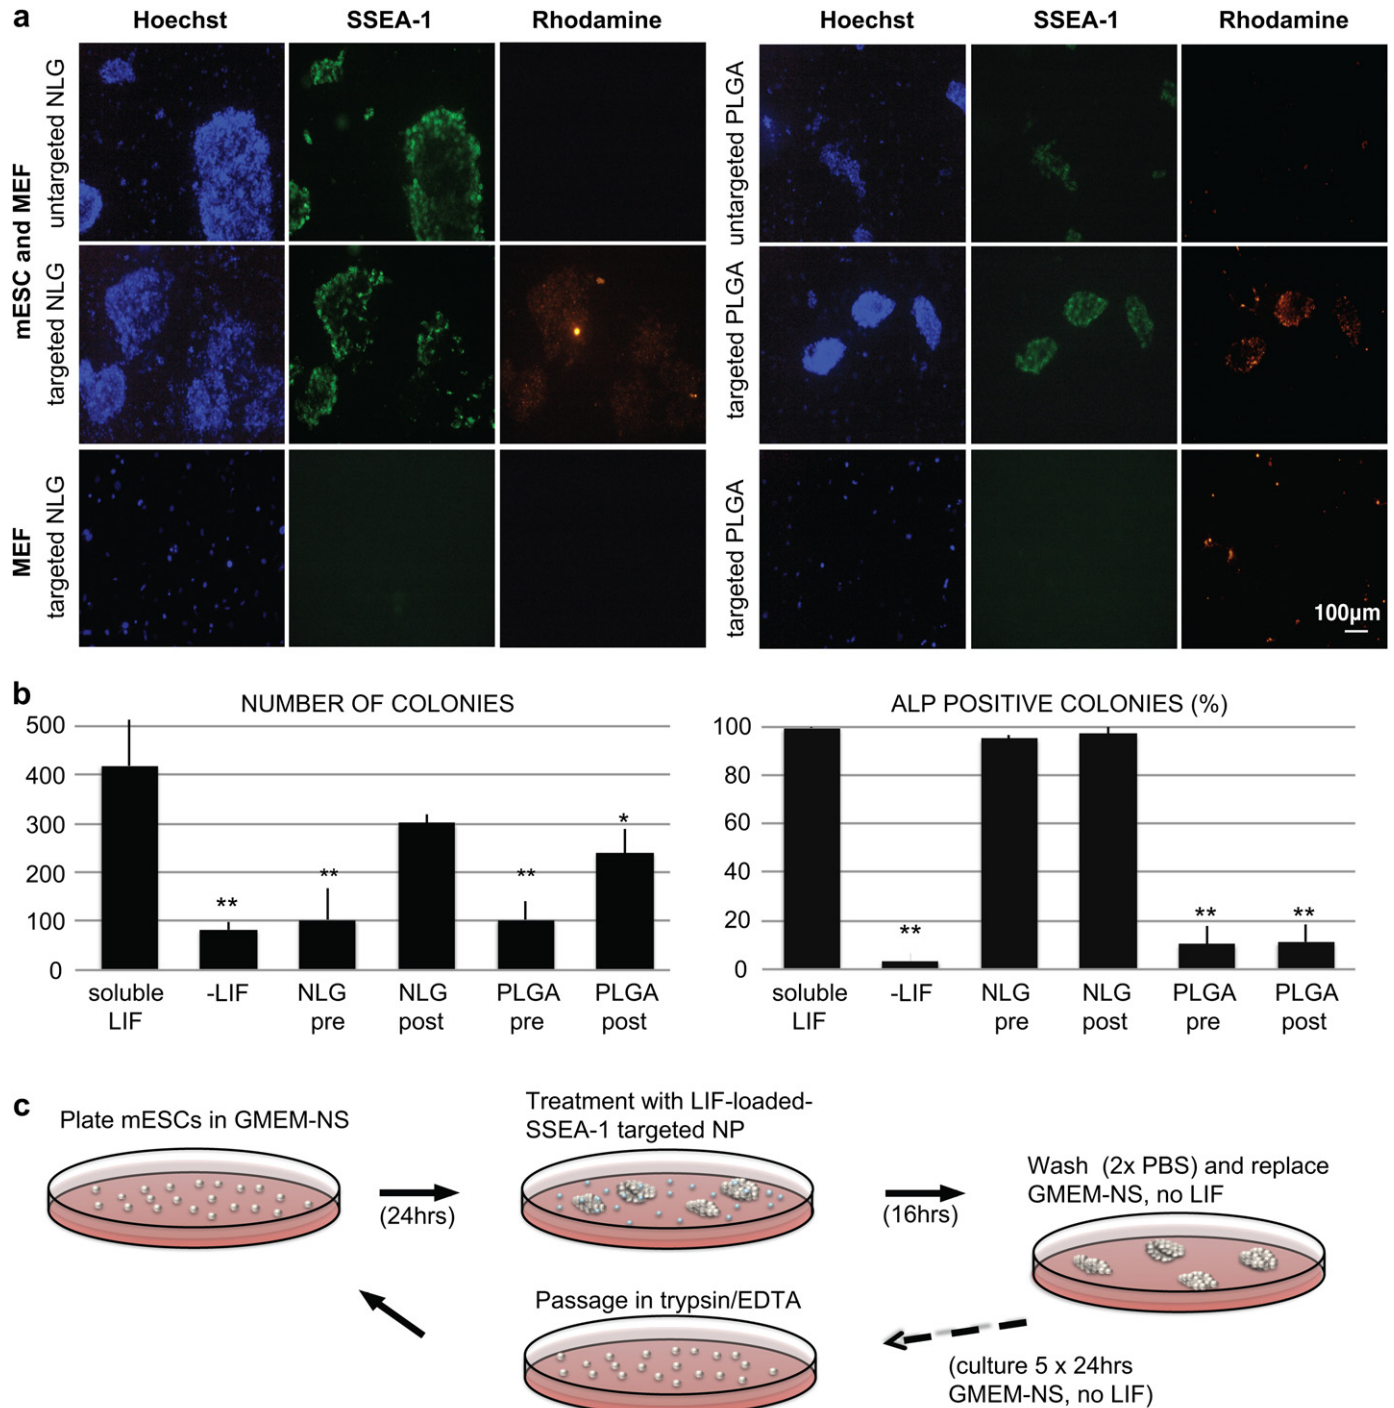 a
Hoechst SSEA-1 Rhodamine Hoechst SSEA-1 Rhodamine
mESC and MEF
untargeted NLG
targeted NLG
MEF
targeted NLG
untargeted PLGA
targeted PLGA
targeted PLGA
100µm
b
NUMBER OF COLONIES
500
400
300
200
100
0
** ** ** *
soluble LIF
-LIF
NLG pre
NLG post
PLGA pre
PLGA post
ALP POSITIVE COLONIES (%)
100
80
60
40
20
0
** ** **
soluble LIF
-LIF
NLG pre
NLG post
PLGA pre
PLGA post
c
Plate mESCs in GMEM-NS
(24hrs)
Treatment with LIF-loaded-
SSEA-1 targeted NP
(16hrs)
Wash (2x PBS) and replace
GMEM-NS, no LIF
(culture 5 x 24hrs
GMEM-NS, no LIF)
Passage in trypsin/EDTA